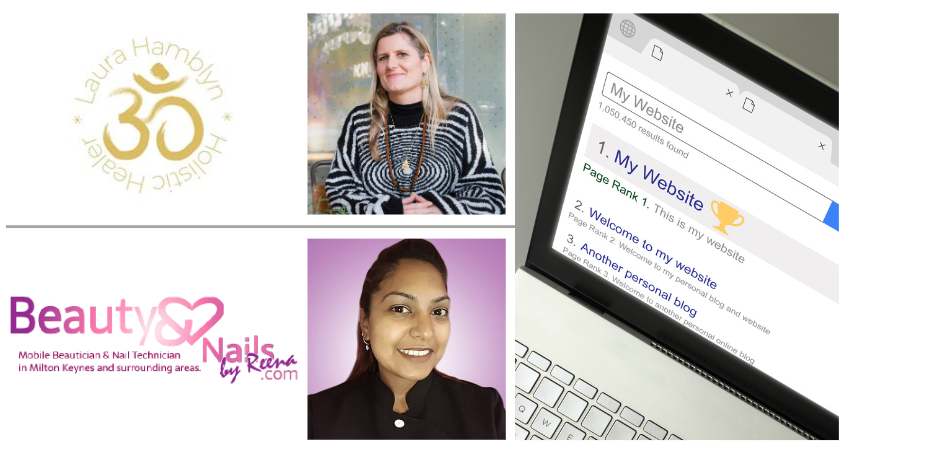 Laura Hamblyn
* Holistic Healer *
ॐ
KI
Beauty&
Nails
by Reena
.com
Mobile Beautician & Nail Technician
in Milton Keynes and surrounding areas.
My Website
1,050,450 results found
1. My Website
Page Rank 1. This is my website
2. Welcome to my website
Page Rank 2. Welcome to my personal blog and website
3. Another personal blog
Page Rank 3. Welcome to another personal online blog
Q W E